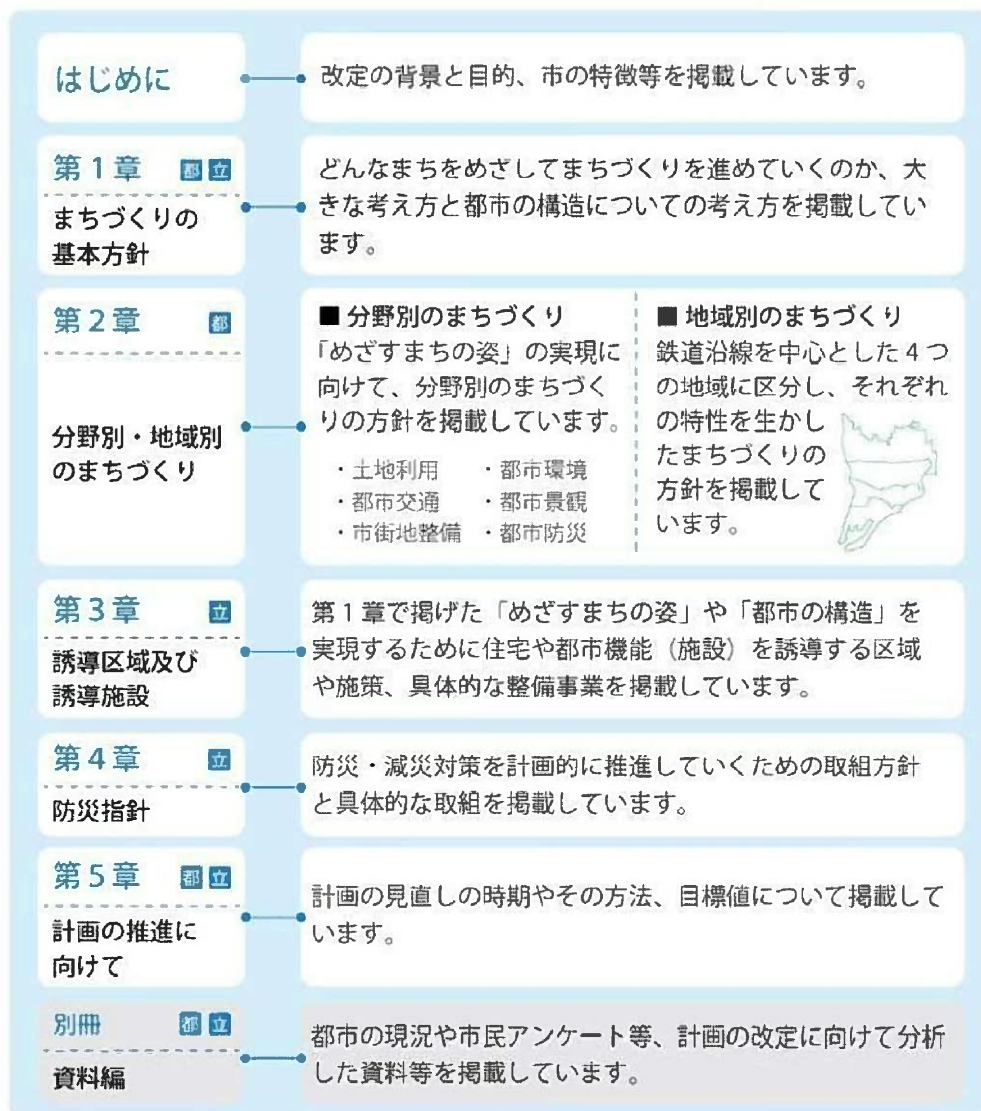 はじめに
改定の背景と目的、市の特徴等を掲載しています。
第1章 都 立
まちづくりの
基本方針
どんなまちをめざしてまちづくりを進めていくのか、大
きな考え方と都市の構造についての考え方を掲載してい
ます。
第2章 都
分野別・地域別
のまちづくり
■ 分野別のまちづくり
「めざすまちの姿」の実現に
向けて、分野別のまちづく
りの方針を掲載しています。
・土地利用 ・都市環境
・都市交通 ・都市景観
・市街地整備 ・都市防災
■ 地域別のまちづくり
鉄道沿線を中心とした4つ
の地域に区分し、それぞれ
の特性を生かし
たまちづくりの
方針を掲載して
います。
第3章 立
誘導区域及び
誘導施設
第1章で掲げた「めざすまちの姿」や「都市の構造」を
実現するために住宅や都市機能（施設）を誘導する区域
や施策、具体的な整備事業を掲載しています。
第4章 立
防災指針
防災・減災対策を計画的に推進していくための取組方針
と具体的な取組を掲載しています。
第5章 都 立
計画の推進に
向けて
計画の見直しの時期やその方法、目標値について掲載して
います。
別冊 都 立
資料編
都市の現況や市民アンケート等、計画の改定に向けて分析
した資料等を掲載しています。